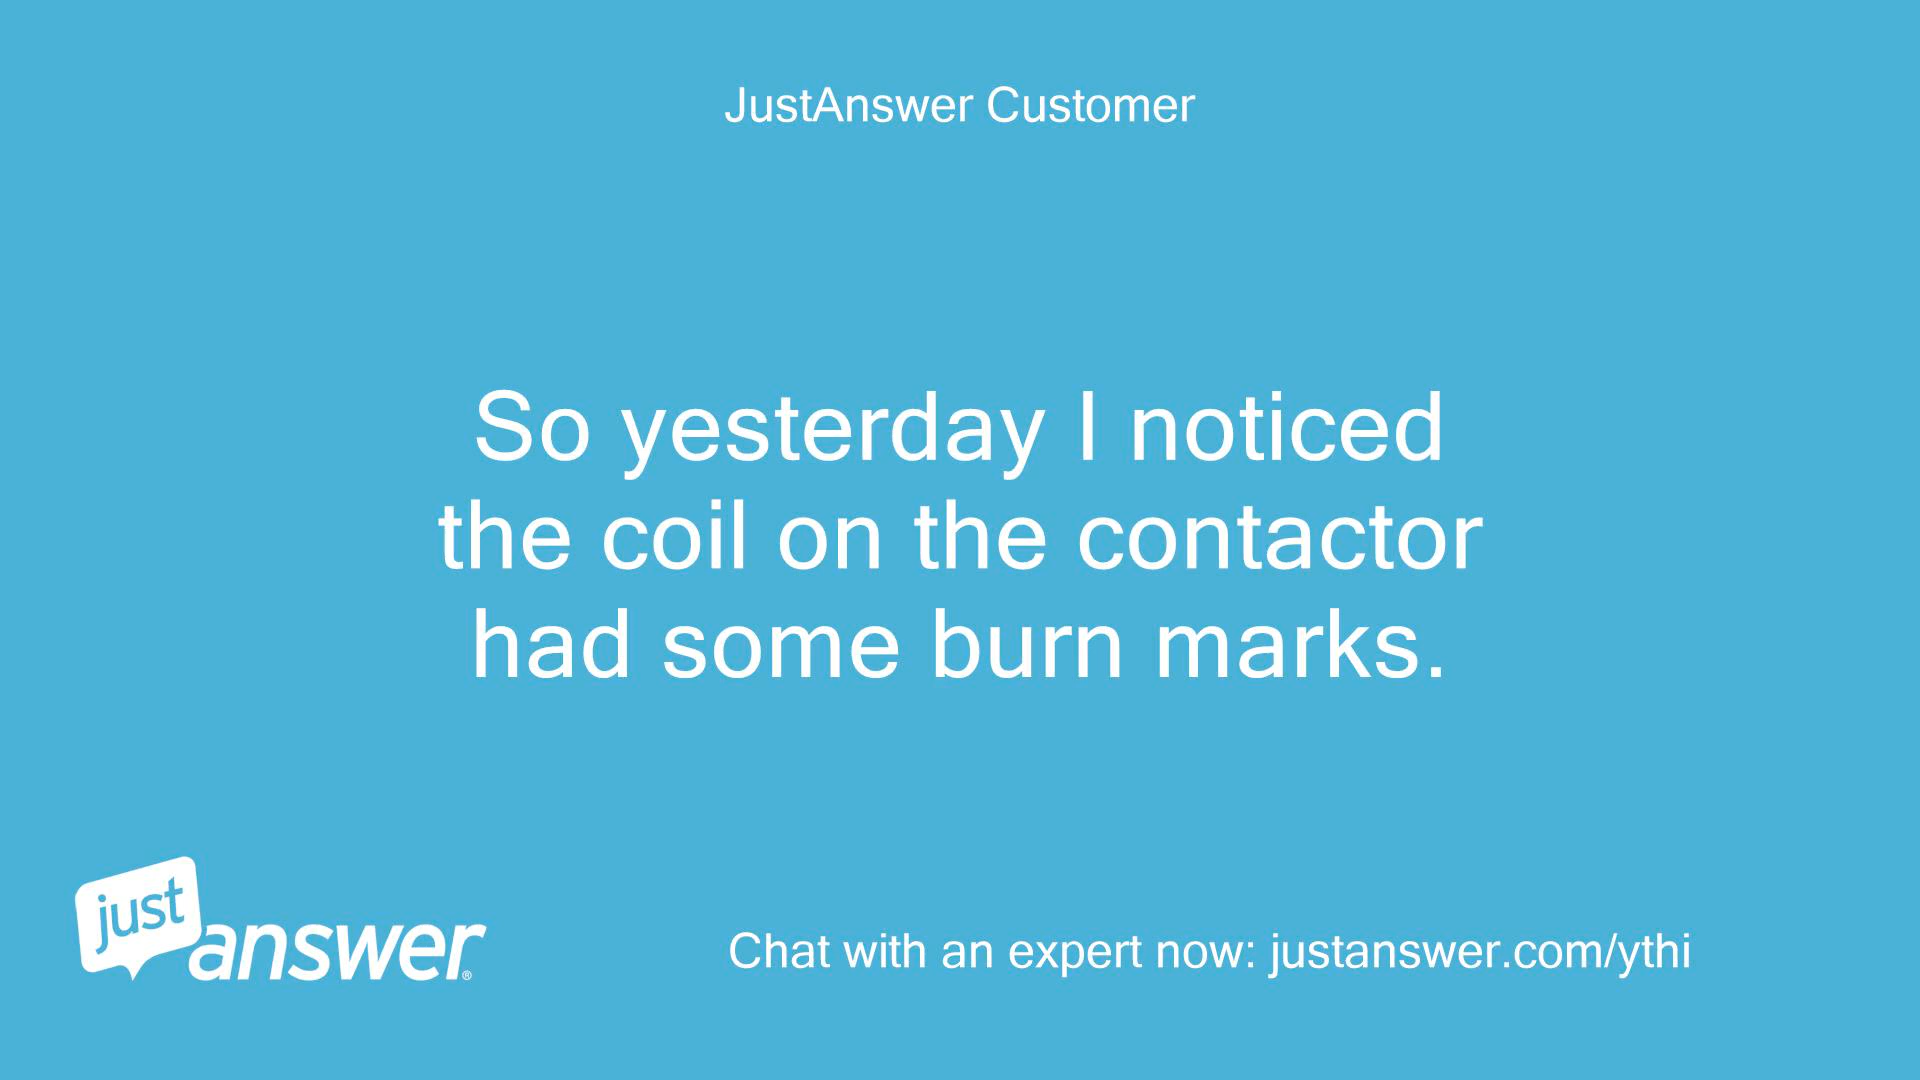 JustAnswer Customer
So yesterday I noticed
the coil on the contactor
had some burn marks.
just
answer®
Chat with an expert now: justanswer.com/ythi